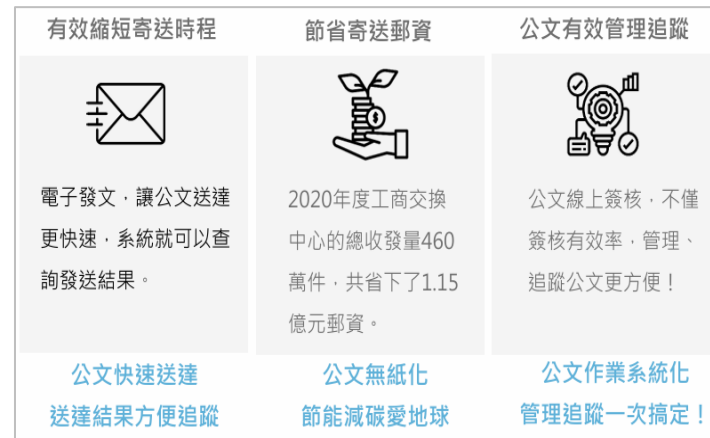 有效縮短寄送時程
電子發文，讓公文送達
更快速，系統就可以查
詢發送結果。
公文快速送達
送達結果方便追蹤
節省寄送郵資
2020年度工商交換
中心的總收發量460
萬件，共省下了1.15
億元郵資。
公文無紙化
節能減碳愛地球
公文有效管理追蹤
公文線上簽核，不僅
簽核有效率，管理、
追蹤公文更方便！
公文作業系統化
管理追蹤一次搞定！